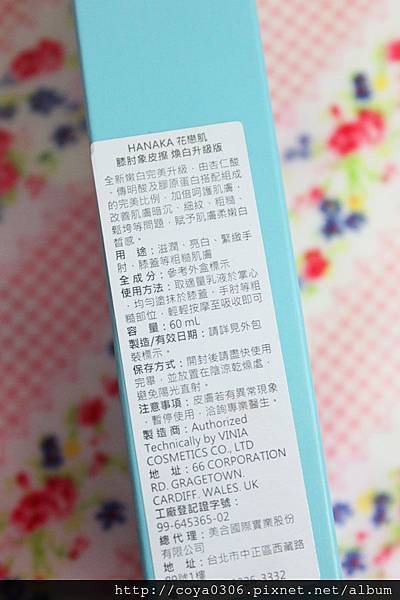 HANAKA 花戀肌
膝肘象皮擦 煥白升級版
全新嫩白完美升級，由杏仁酸
、傳明酸及膠原蛋白搭配組成
的完美比例，加倍呵護肌膚，
改善肌膚暗沉、細紋、粗糙、
鬆垮等問題，賦予肌膚柔嫩白
皙感。
用　途：滋潤、亮白、緊緻手
肘、膝蓋等粗糙肌膚
全 成 分：參考外盒標示
使用方法：取適量乳液於掌心
，均勻塗抹於膝蓋、手肘等粗
糙部位，輕輕按摩至吸收即可
容　　量：60 mL
製造/有效日期：請詳見外包
裝標示。
保存方式：開封後請盡快使用
完畢，並放置在陰涼乾燥處，
避免陽光直射。
注意事項：皮膚若有異常現象
，暫停使用，洽詢專業醫生。
製 造 商：Authorized
Technically by VINIA
COSMETICS CO., LTD
地　　址：66 CORPORATION
RD. GRAGETOWN.
CARDIFF. WALES. UK
工廠登記證字號：
99-645365-02
總 代 理：美合國際實業股份
有限公司
地　　址：台北市中正區西藏路
99號1樓
3332
http://coya0306.pixnet.net/album